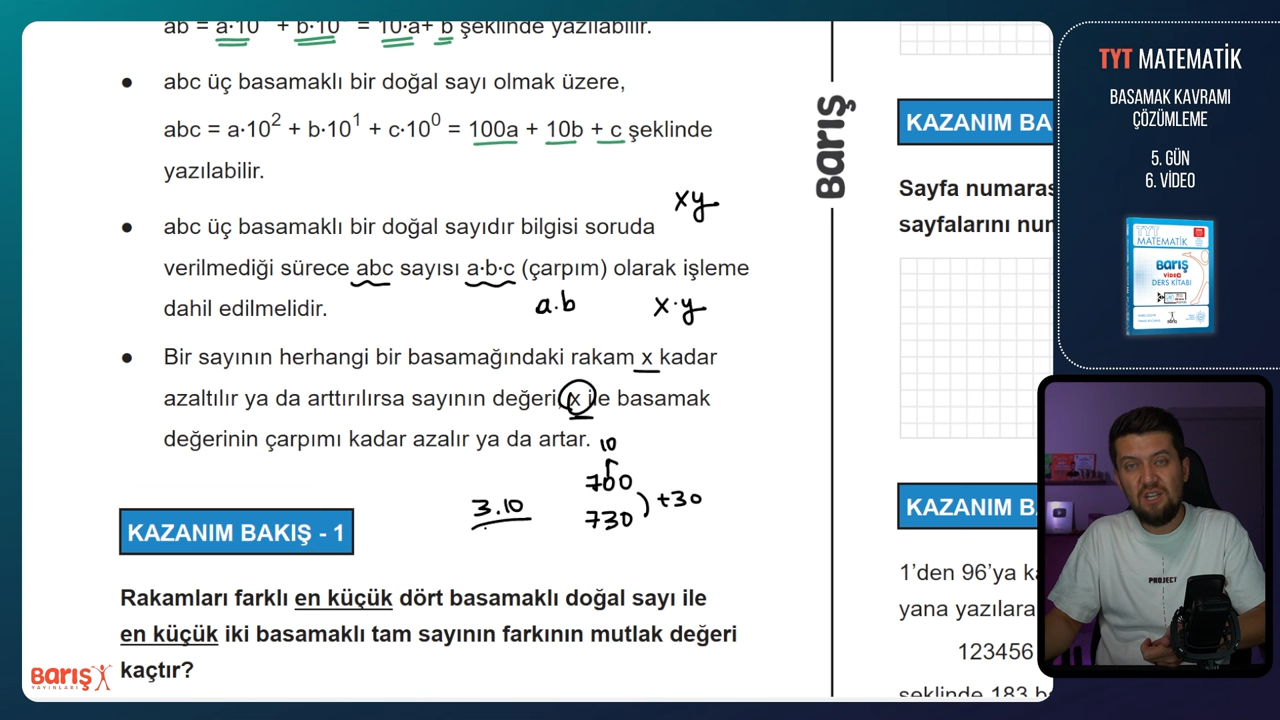 ab = a·10 + b·10 = 10·a+ b şeklinde yazılabilir.
● abc üç basamaklı bir doğal sayı olmak üzere,
abc = a·10² + b·10¹ + c·10⁰ = 100a + 10b + c şeklinde
yazılabilir.
xy
● abc üç basamaklı bir doğal sayıdır bilgisi soruda
verilmediği sürece abc sayısı a·b·c (çarpım) olarak işleme
dahil edilmelidir.
a.b x.y
● Bir sayının herhangi bir basamağındaki rakam x kadar
azaltılır ya da arttırılırsa sayının değeri, x ile basamak
değerinin çarpımı kadar azalır ya da artar.
10
700
3.10 730 +30
KAZANIM BAKIŞ - 1
Rakamları farklı en küçük dört basamaklı doğal sayı ile
en küçük iki basamaklı tam sayının farkının mutlak değeri
kaçtır?
BARIŞ
YAYINLARI
Barış
KAZANIM BA
Sayfa numaras
sayfalarını nur
KAZANIM B
1’den 96’ya ka
yana yazılara
123456
şeklinde 183 b
TYT MATEMATİK
BASAMAK KAVRAMI
ÇÖZÜMLEME
5. GÜN
6. VİDEO
TYT
MATEMATİK
BARIŞ
VİDEO
DERS KİTABI
PROJECT